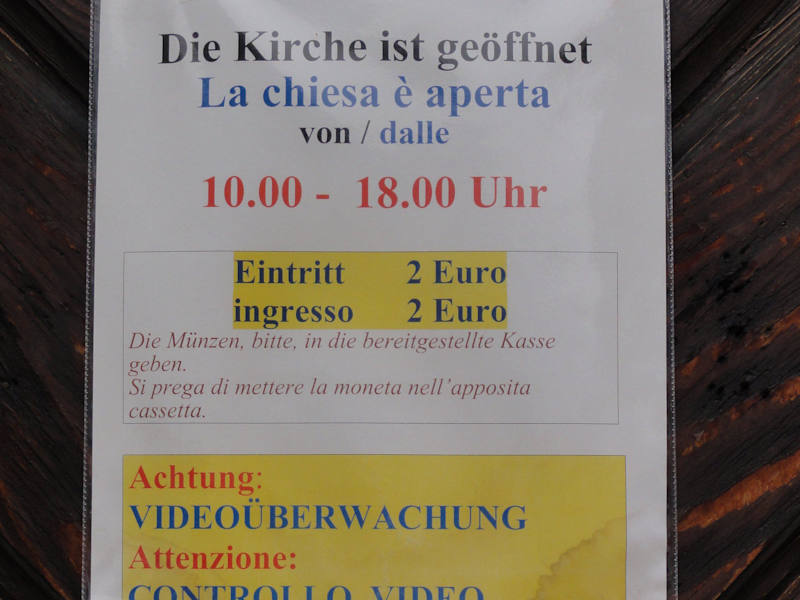 Die Kirche ist geöffnet
La chiesa è aperta
von / dalle
10.00 - 18.00 Uhr
Eintritt 2 Euro
ingresso 2 Euro
Die Münzen, bitte, in die bereitgestellte Kasse
geben.
Si prega di mettere la moneta nell'apposita
cassetta.
Achtung:
VIDEOÜBERWACHUNG
Attenzione:
CONTROLLO VIDEO